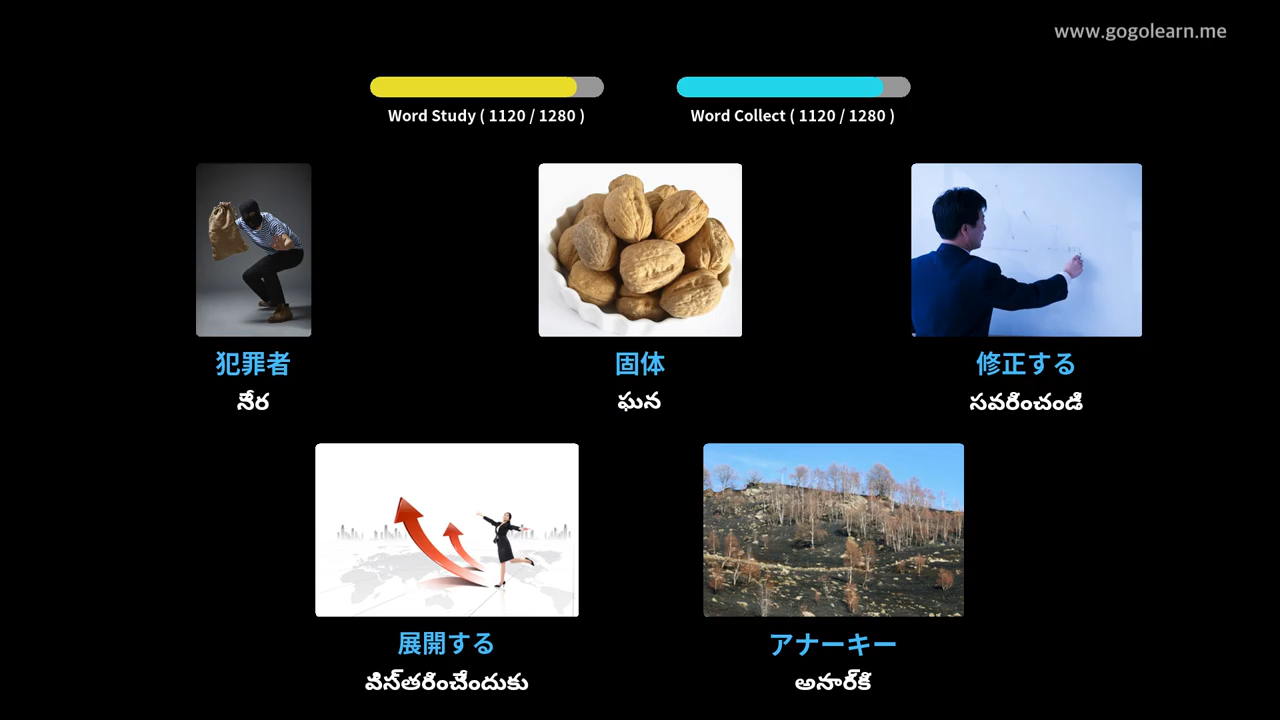 www.gogolearn.me
Word Study ( 1120 / 1280 )
Word Collect ( 1120 / 1280 )
犯罪者
నేర
固体
ఘన
修正する
సవరించండి
展開する
విస్తరించేందుకు
アナーキー
అనార్కి